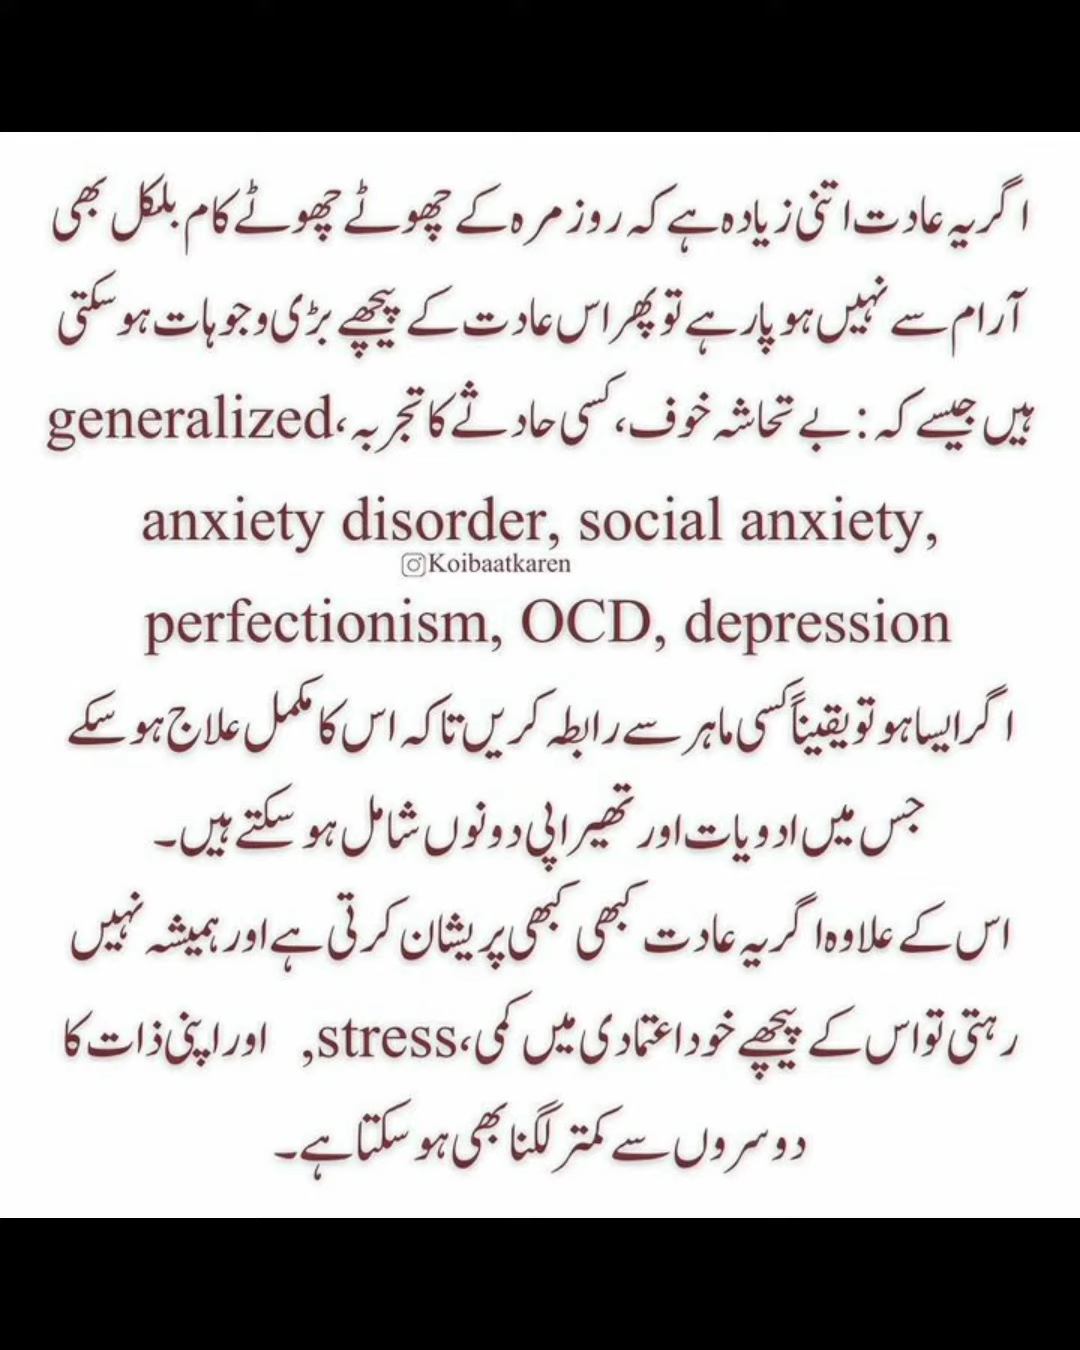 اگر یہ عادت اتنی زیادہ ہے کہ روز مرہ کے چھوٹے چھوٹے کام بلکل بھی
آرام سے نہیں ہو پا رہے تو پھر اس عادت کے پیچھے بڑی وجوہات ہو سکتی
ہیں جیسے کہ: بے تحاشہ خوف، کسی حادثے کا تجربہ، generalized
anxiety disorder, social anxiety,
Koibaatkaren
perfectionism, OCD, depression
اگر ایسا ہو تو یقیناً کسی ماہر سے رابطہ کریں تاکہ اس کا مکمل علاج ہو سکے
جس میں ادویات اور تھیراپی دونوں شامل ہو سکتے ہیں۔
اس کے علاوہ اگر یہ عادت کبھی کبھی پریشان کرتی ہے اور ہمیشہ نہیں
رہتی تو اس کے پیچھے خود اعتمادی میں کمی، stress, اور اپنی ذات کا
دوسروں سے کمتر لگنا بھی ہو سکتا ہے۔